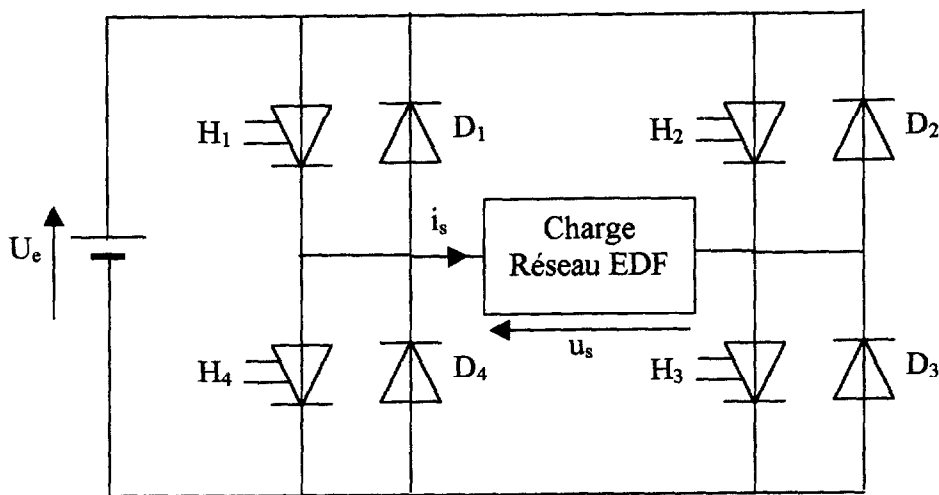 H₁
D₁
H₂
D₂
Uₑ
iₛ
Charge
Réseau EDF
uₛ
H₄
D₄
H₃
D₃